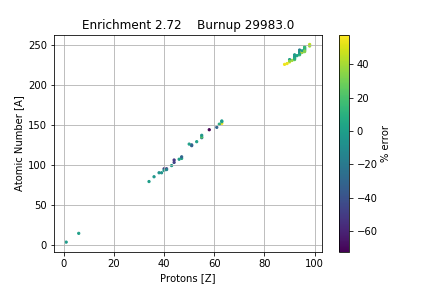 Enrichment 2.72    Burnup 29983.0
250
200
150
100
50
0
Atomic Number [A]
0 20 40 60 80 100
Protons [Z]
40
20
0
−20
−40
−60
% error